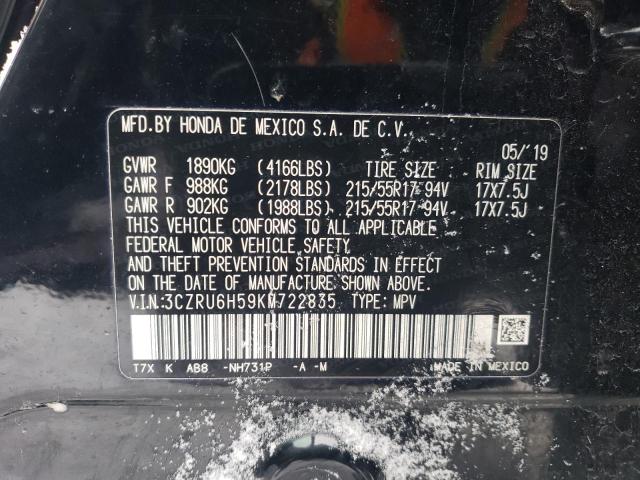 MFD.BY HONDA DE MEXICO S.A. DE C.V.
05/'19
GVWR 1890KG (4166LBS) TIRE SIZE RIM SIZE
GAWR F 988KG (2178LBS) 215/55R17 94V 17X7.5J
GAWR R 902KG (1988LBS) 215/55R17 94V 17X7.5J
THIS VEHICLE CONFORMS TO ALL APPLICABLE
FEDERAL MOTOR VEHICLE SAFETY
AND THEFT PREVENTION STANDARDS IN EFFECT
ON THE DATE OF MANUFACTURE SHOWN ABOVE.
V.I.N.:3CZRU6H59KM722835 TYPE: MPV
T7X K AB8 -NH731P -A -M MADE IN MEXICO